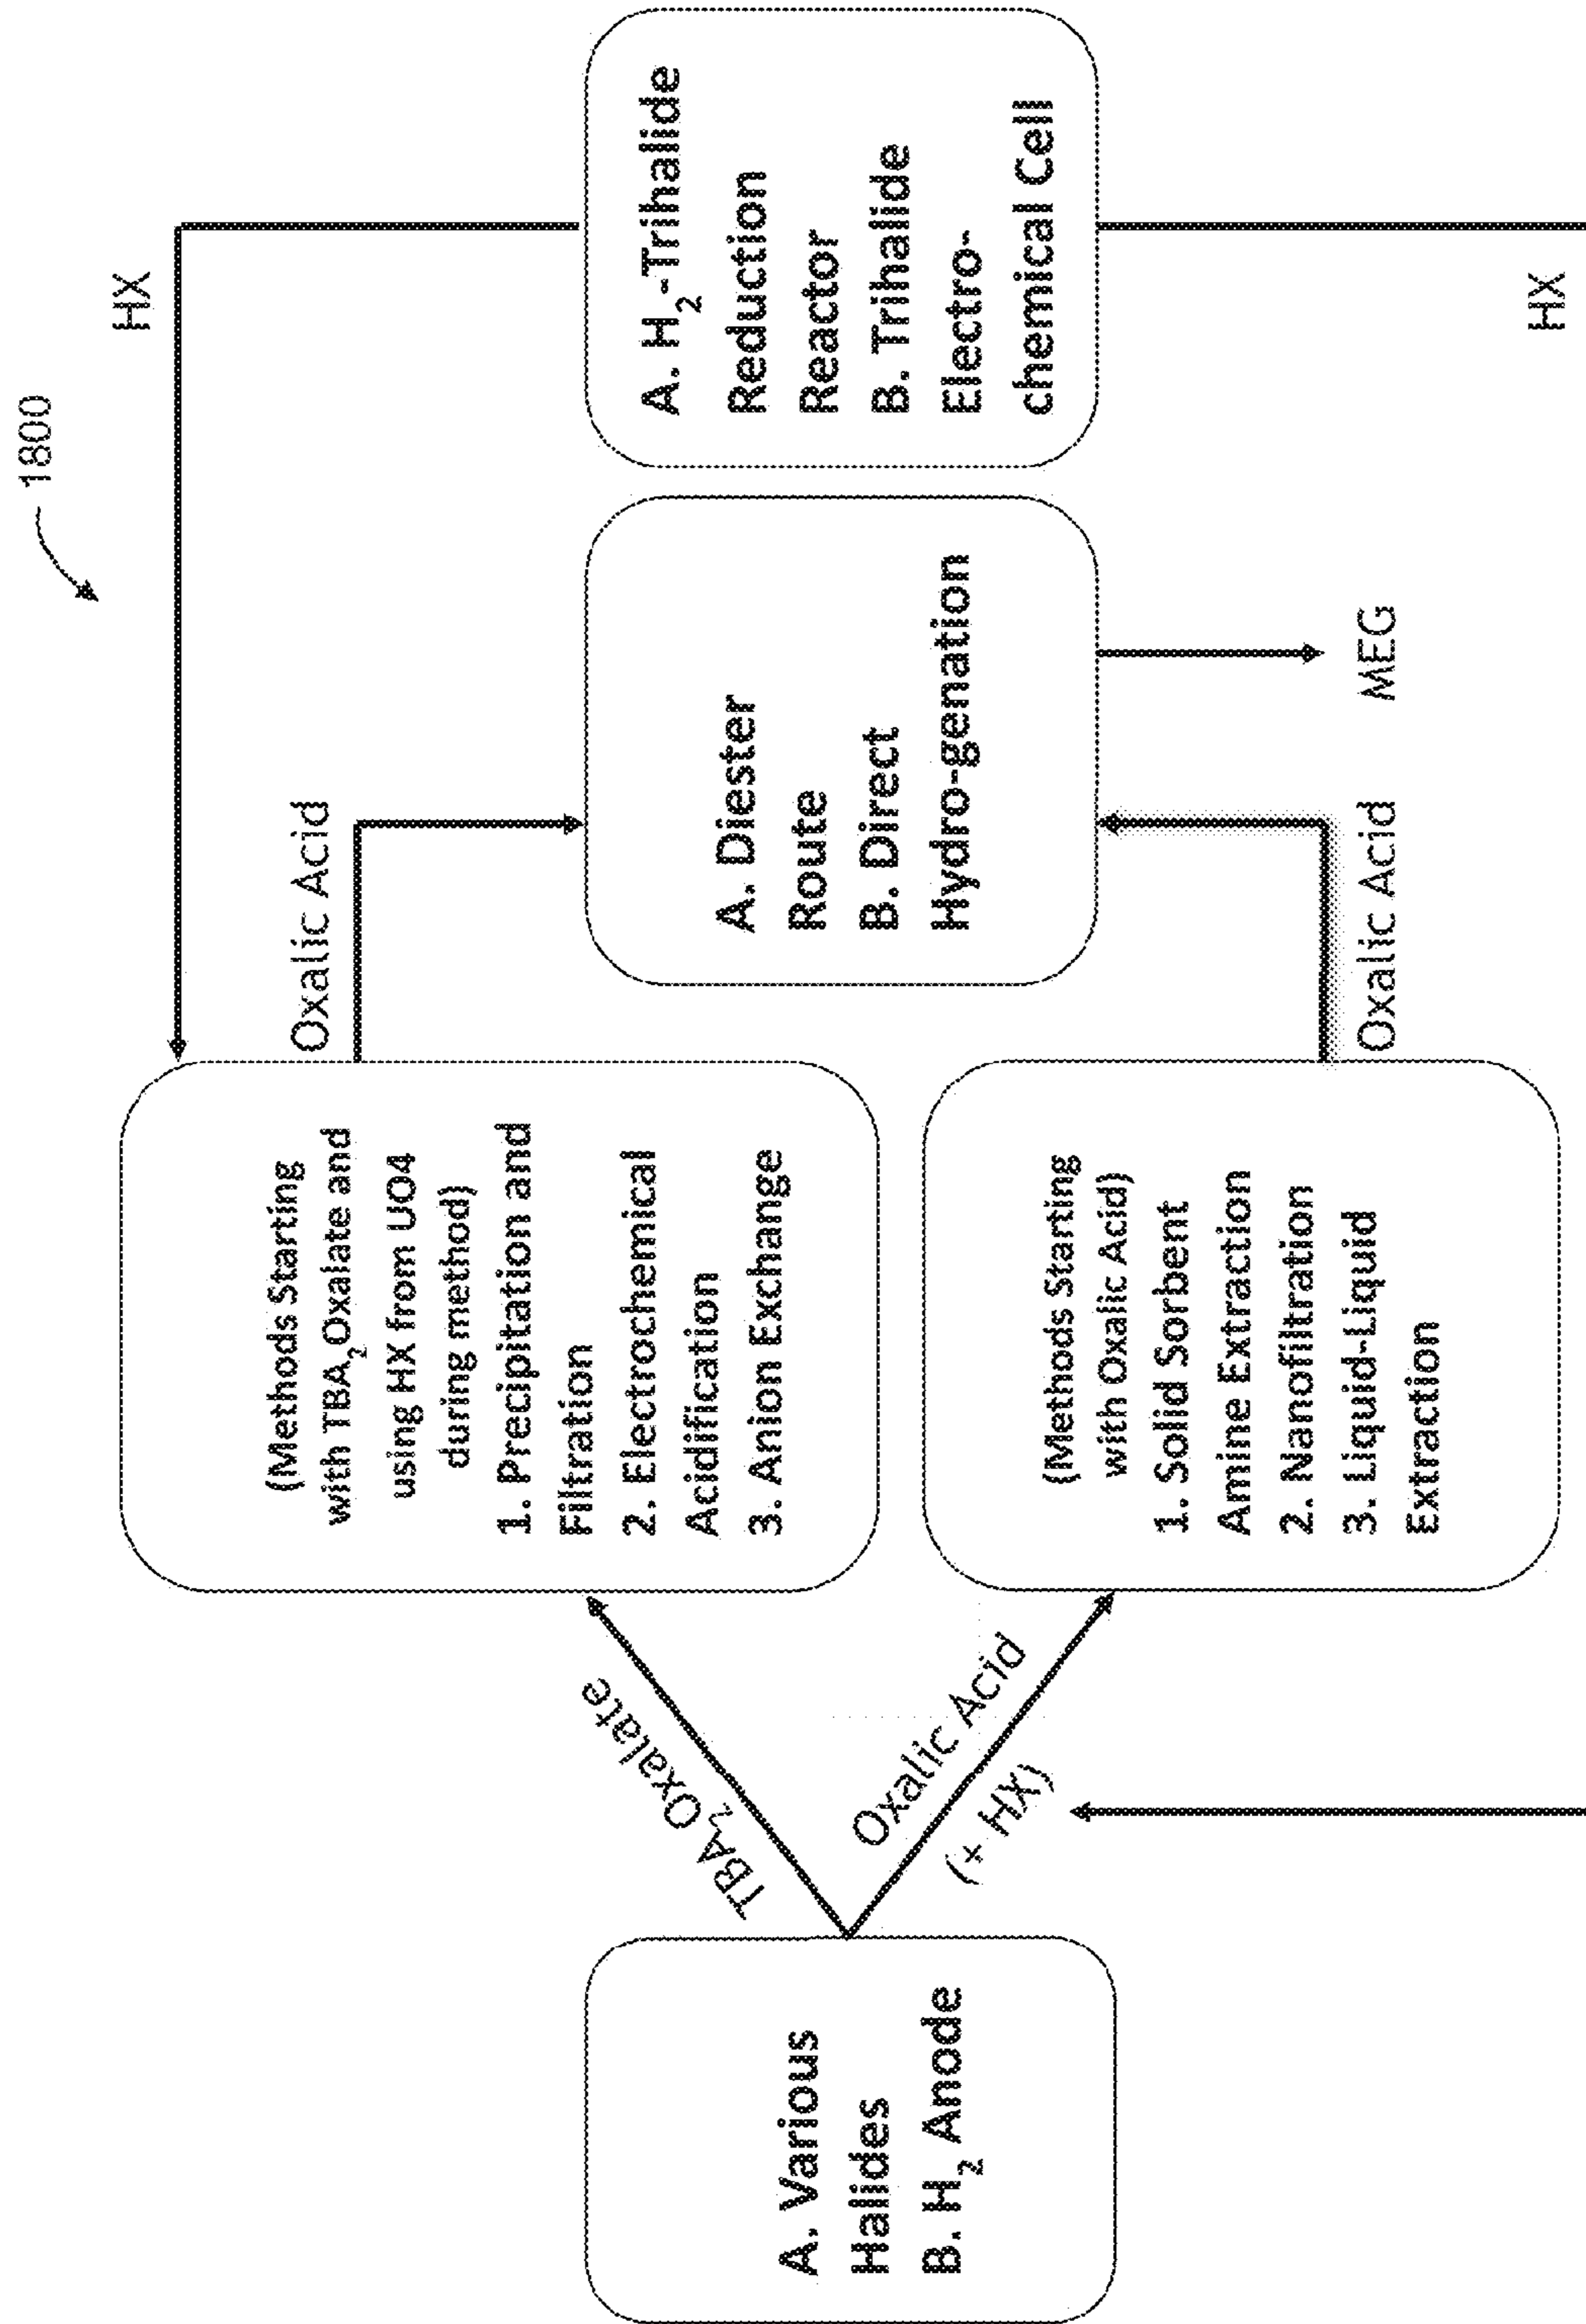 1800
HX
A. Various
Halides
B. H₂ Anode
TBA₂ Oxalate
Oxalic Acid
(+ HX)
(Methods Starting
with TBA₂Oxalate and
using HX from UO4
during method)
1. Precipitation and
Filtration
2. Electrochemical
Acidification
3. Anion Exchange
(Methods Starting
with Oxalic Acid)
1. Solid Sorbent
Amine Extraction
2. Nanofiltration
3. Liquid-Liquid
Extraction
Oxalic Acid
Oxalic Acid
A. Diester
Route
B. Direct
Hydro-genation
MEG
A. H₂-Trihalide
Reduction
Reactor
B. Trihalide
Electro-
chemical Cell
HX